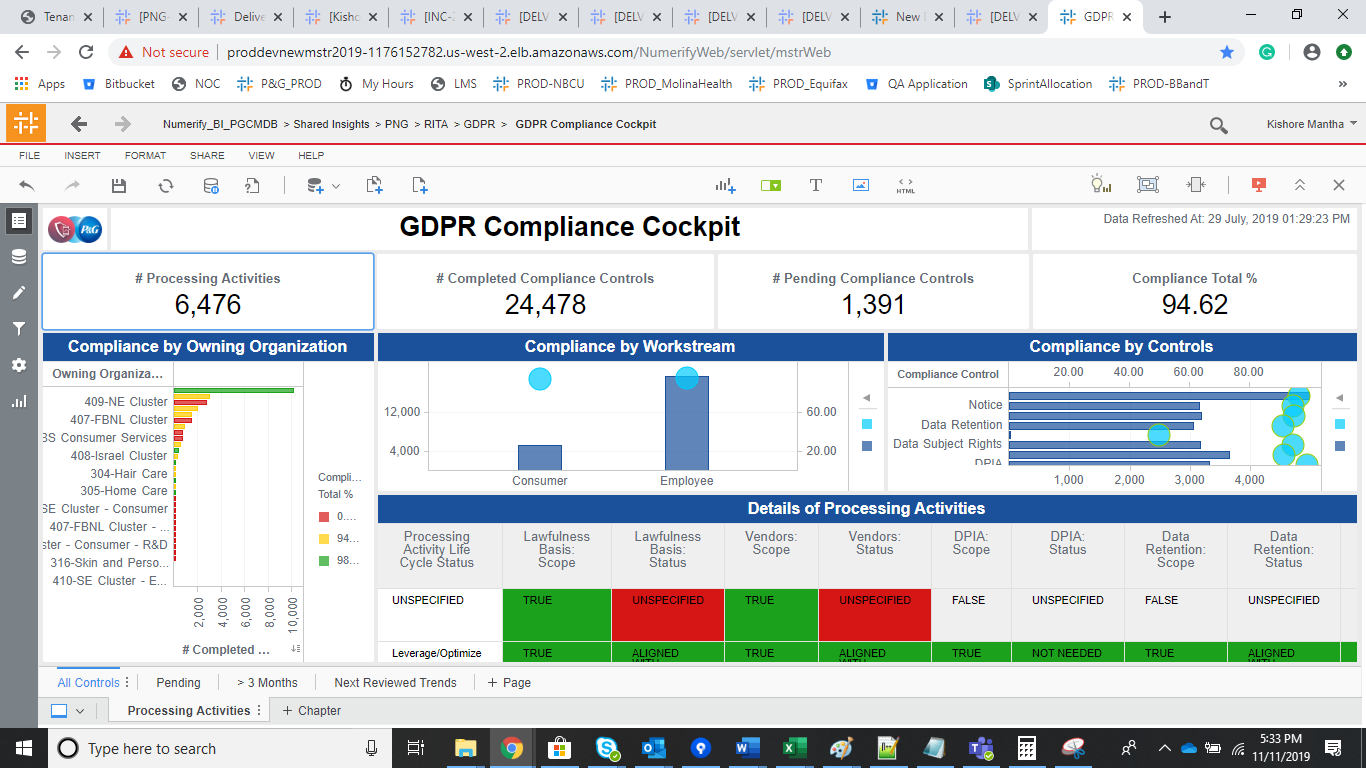 Tenan
[PNG-
Delive
[Kisho
[INC-2
[DELV
[DELV
[DELV
[DELV
New
[DELV
GDPR
Not secure
proddevnewmstr2019-1176152782.us-west-2.elb.amazonaws.com/NumerifyWeb/servlet/mstrWeb
Apps
Bitbucket
NOC
P&G_PROD
My Hours
LMS
PROD-NBCU
PROD_MolinaHealth
PROD_Equifax
QA Application
SprintAllocation
PROD-BBandT
»
Numerify_BI_PGCMDB > Shared Insights > PNG > RITA > GDPR > GDPR Compliance Cockpit
Kishore Mantha
FILE
INSERT
FORMAT
SHARE
VIEW
HELP
T
HTML
P&G
GDPR Compliance Cockpit
Data Refreshed At: 29 July, 2019 01:29:23 PM
# Processing Activities
6,476
# Completed Compliance Controls
24,478
# Pending Compliance Controls
1,391
Compliance Total %
94.62
Compliance by Owning Organization
Owning Organiza...
409-NE Cluster
407-FBNL Cluster
BS Consumer Services
408-Israel Cluster
304-Hair Care
305-Home Care
SE Cluster - Consumer
407-FBNL Cluster - ...
ster - Consumer - R&D
316-Skin and Perso...
410-SE Cluster - E...
2,000
4,000
6,000
8,000
10,000
# Completed ...
Compli...
Total %
0....
94...
98...
Compliance by Workstream
12,000
4,000
60.00
20.00
Consumer
Employee
Compliance by Controls
Compliance Control
20.00
40.00
60.00
80.00
Notice
Data Retention
Data Subject Rights
DPIA
1,000
2,000
3,000
4,000
Details of Processing Activities
Processing
Activity Life
Cycle Status
Lawfulness
Basis:
Scope
Lawfulness
Basis:
Status
Vendors:
Scope
Vendors:
Status
DPIA:
Scope
DPIA:
Status
Data
Retention:
Scope
Data
Retention:
Status
UNSPECIFIED
TRUE
UNSPECIFIED
TRUE
UNSPECIFIED
FALSE
UNSPECIFIED
FALSE
UNSPECIFIED
Leverage/Optimize
TRUE
ALIGNED
WITH
TRUE
ALIGNED
WITH
TRUE
NOT NEEDED
TRUE
ALIGNED
WITH
All Controls
Pending
> 3 Months
Next Reviewed Trends
+ Page
Processing Activities
+ Chapter
Type here to search
5:33 PM
11/11/2019